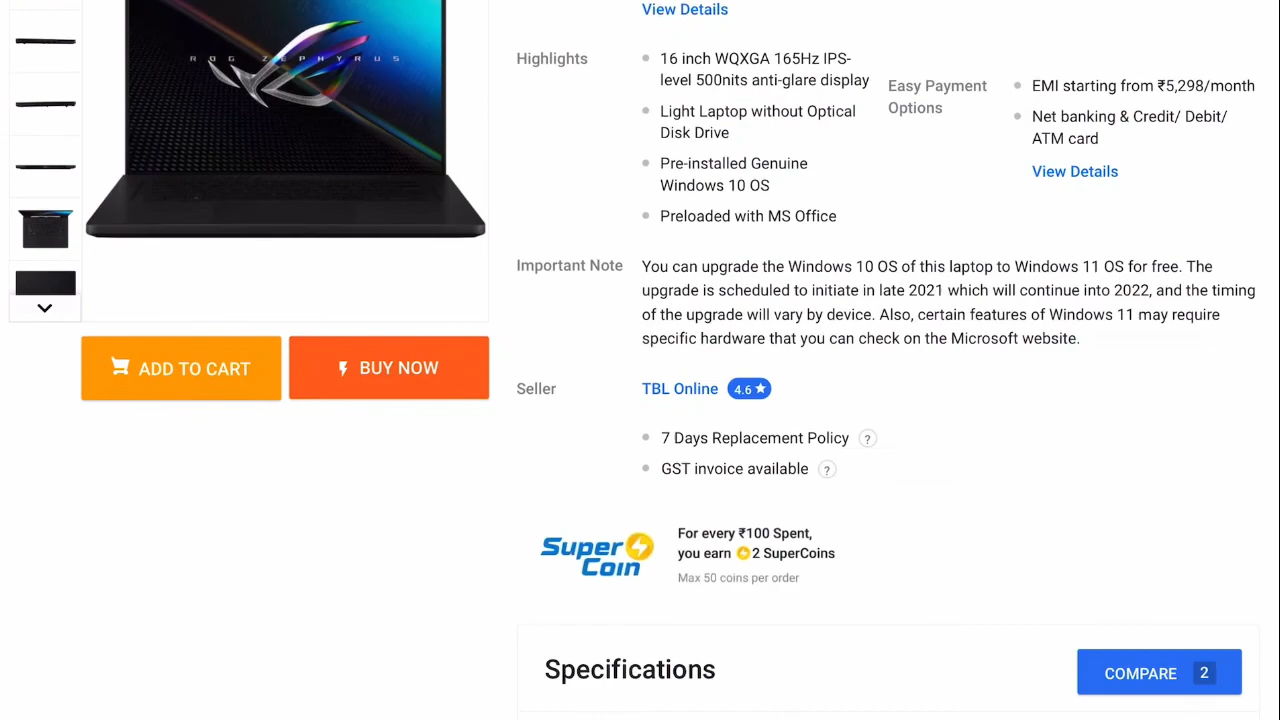 View Details
ROG ZEPHYRUS
Highlights
16 inch WQXGA 165Hz IPS-
level 500nits anti-glare display
Light Laptop without Optical
Disk Drive
Pre-installed Genuine
Windows 10 OS
Preloaded with MS Office
Easy Payment
Options
EMI starting from ₹5,298/month
Net banking & Credit/ Debit/
ATM card
View Details
Important Note
You can upgrade the Windows 10 OS of this laptop to Windows 11 OS for free. The
upgrade is scheduled to initiate in late 2021 which will continue into 2022, and the timing
of the upgrade will vary by device. Also, certain features of Windows 11 may require
specific hardware that you can check on the Microsoft website.
ADD TO CART
BUY NOW
Seller
TBL Online 4.6★
7 Days Replacement Policy ?
GST invoice available ?
Super
Coin
For every ₹100 Spent,
you earn 2 SuperCoins
Max 50 coins per order
Specifications
COMPARE 2